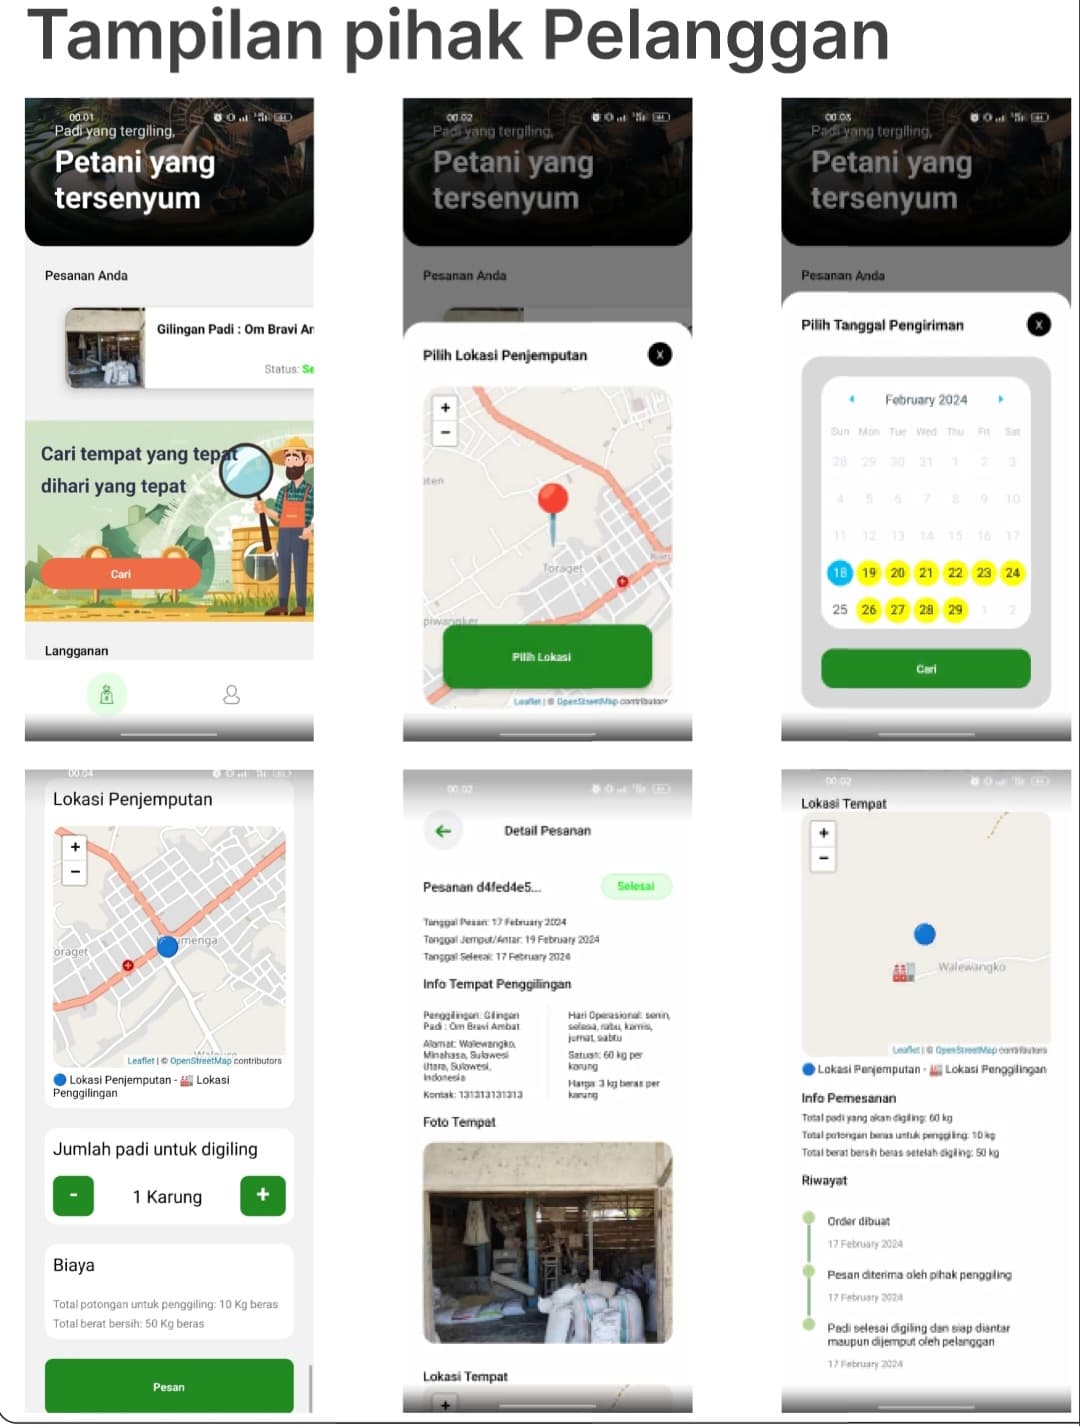 Tampilan pihak Pelanggan
00.01
Padi yang tergiling,
Petani yang
tersenyum
Pesanan Anda
Gilingan Padi : Om Bravi Ar
Status: Se
Cari tempat yang tepat
dihari yang tepat
Cari
Langganan
00.02
Padi yang tergiling,
Petani yang
tersenyum
Pesanan Anda
Pilih Lokasi Penjemputan
X
+
-
iten
Toraget
Kaw
piwangker
Pilih Lokasi
Leaflet | © OpenStreetMap contributors
00.03
Padi yang tergiling,
Petani yang
tersenyum
Pesanan Anda
Pilih Tanggal Pengiriman
X
February 2024
Sun Mon Tue Wed Thu Fri Sat
28 29 30 31 1 2 3
4 5 6 7 8 9 10
11 12 13 14 15 16 17
18 19 20 21 22 23 24
25 26 27 28 29 1 2
Cari
00.04
Lokasi Penjemputan
+
-
umenga
oraget
Leaflet | © OpenStreetMap contributors
Lokasi Penjemputan - Lokasi
Penggilingan
Jumlah padi untuk digiling
- 1 Karung +
Biaya
Total potongan untuk penggiling: 10 Kg beras
Total berat bersih: 50 Kg beras
Pesan
00.02
Detail Pesanan
Pesanan d4fed4e5...
Selesai
Tanggal Pesan: 17 February 2024
Tanggal Jemput/Antar: 19 February 2024
Tanggal Selesai: 17 February 2024
Info Tempat Penggilingan
Penggilingan: Gilingan
Padi : Om Bravi Ambat
Alamat: Walewangko,
Minahasa, Sulawesi
Utara, Sulawesi,
Indonesia
Kontak: 131313131313
Hari Operasional: senin,
selasa, rabu, kamis,
jumat, sabtu
Satuan: 60 kg per
karung
Harga: 3 kg beras per
karung
Foto Tempat
Lokasi Tempat
+
00.02
Lokasi Tempat
+
-
Walewangko
Leaflet | © OpenStreetMap contributors
Lokasi Penjemputan - Lokasi Penggilingan
Info Pemesanan
Total padi yang akan digiling: 60 kg
Total potongan beras untuk penggiling: 10 kg
Total berat bersih beras setelah digiling: 50 kg
Riwayat
Order dibuat
17 February 2024
Pesan diterima oleh pihak penggiling
17 February 2024
Padi selesai digiling dan siap diantar
maupun dijemput oleh pelanggan
17 February 2024